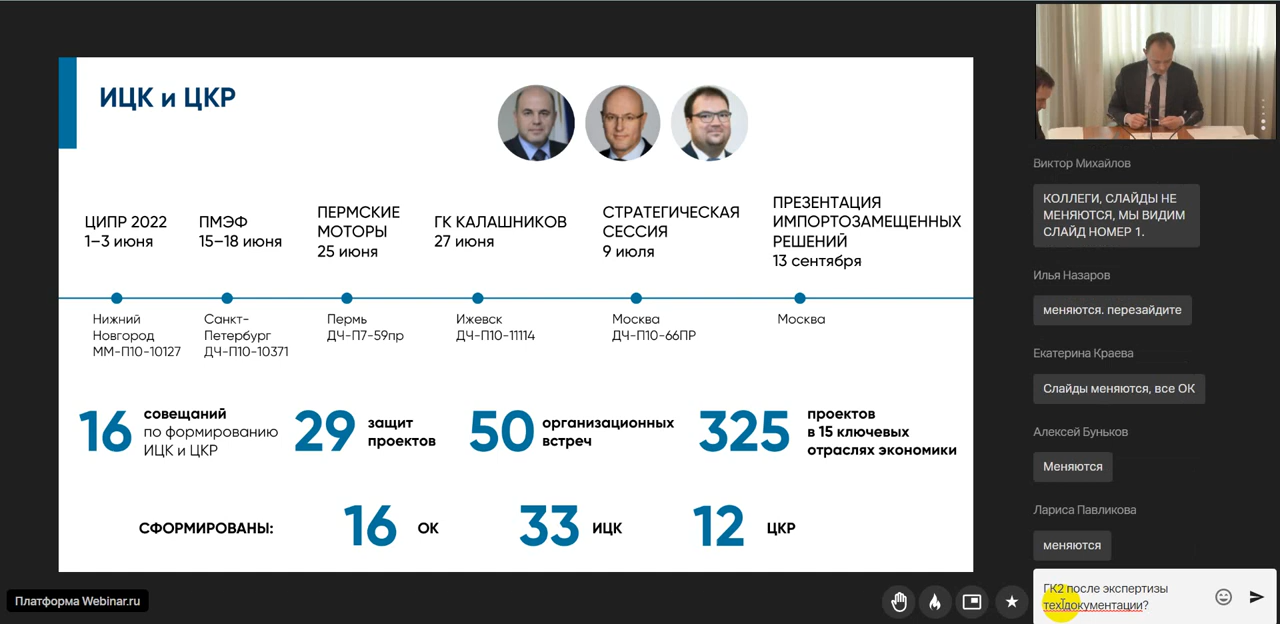 ИЦК и ЦКР
ЦИПР 2022
1–3 июня
ПМЭФ
15–18 июня
ПЕРМСКИЕ
МОТОРЫ
25 июня
ГК КАЛАШНИКОВ
27 июня
СТРАТЕГИЧЕСКАЯ
СЕССИЯ
9 июля
ПРЕЗЕНТАЦИЯ
ИМПОРТОЗАМЕЩЕННЫХ
РЕШЕНИЙ
13 сентября
Нижний
Новгород
ММ-П10-10127
Санкт-
Петербург
ДЧ-П10-10371
Пермь
ДЧ-П7-59пр
Ижевск
ДЧ-П10-11114
Москва
ДЧ-П10-66ПР
Москва
16
совещаний
по формированию
ИЦК и ЦКР
29
защит
проектов
50
организационных
встреч
325
проектов
в 15 ключевых
отраслях экономики
СФОРМИРОВАНЫ:
16 ОК
33 ИЦК
12 ЦКР
Платформа Webinar.ru
Виктор Михайлов
КОЛЛЕГИ, СЛАЙДЫ НЕ
МЕНЯЮТСЯ, МЫ ВИДИМ
СЛАЙД НОМЕР 1.
Илья Назаров
меняются. перезайдите
Екатерина Краева
Слайды меняются, все ОК
Алексей Буньков
Меняются
Лариса Павликова
меняются
ГК2 после экспертизы
техдокументации?